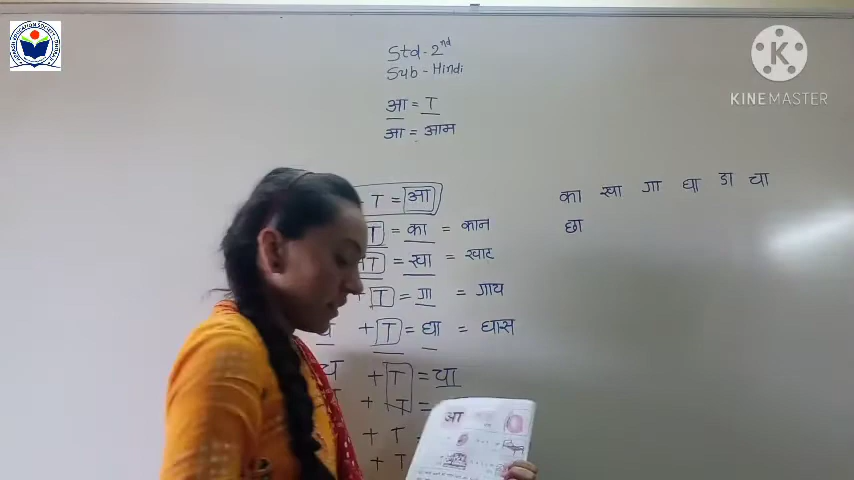 KINEMASTER
Std-2nd
Sub-Hindi
आ = ा
आ = आम
ा = आ
ा = का = कान
ा = खा = खाट
+ ा = गा = गाय
+ ा = घा = घास
च + ा = चा
+ ा =
+ ा
+ ा
का खा गा घा ङा चा
छा
आ